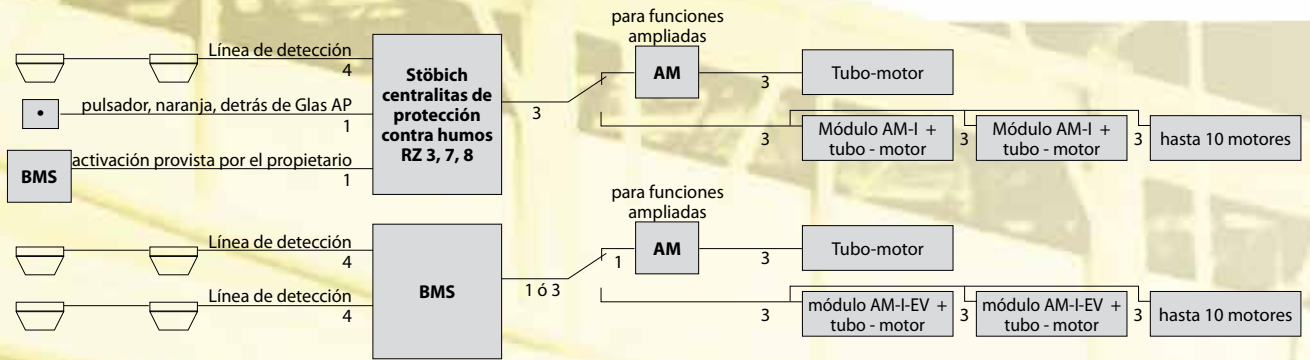 para funciones
ampliadas
Línea de detección
4
pulsador, naranja, detrás de Glas AP
1
BMS
activación provista por el propietario
1
Stöbich
centralitas de
protección
contra humos
RZ 3, 7, 8
3
AM
3
Tubo-motor
3
Módulo AM-I +
tubo - motor
3
Módulo AM-I +
tubo - motor
3
hasta 10 motores
para funciones
ampliadas
Línea de detección
4
Línea de detección
4
BMS
1 ó 3
1
AM
3
Tubo-motor
3
módulo AM-I-EV +
tubo - motor
3
módulo AM-I-EV +
tubo - motor
3
hasta 10 motores